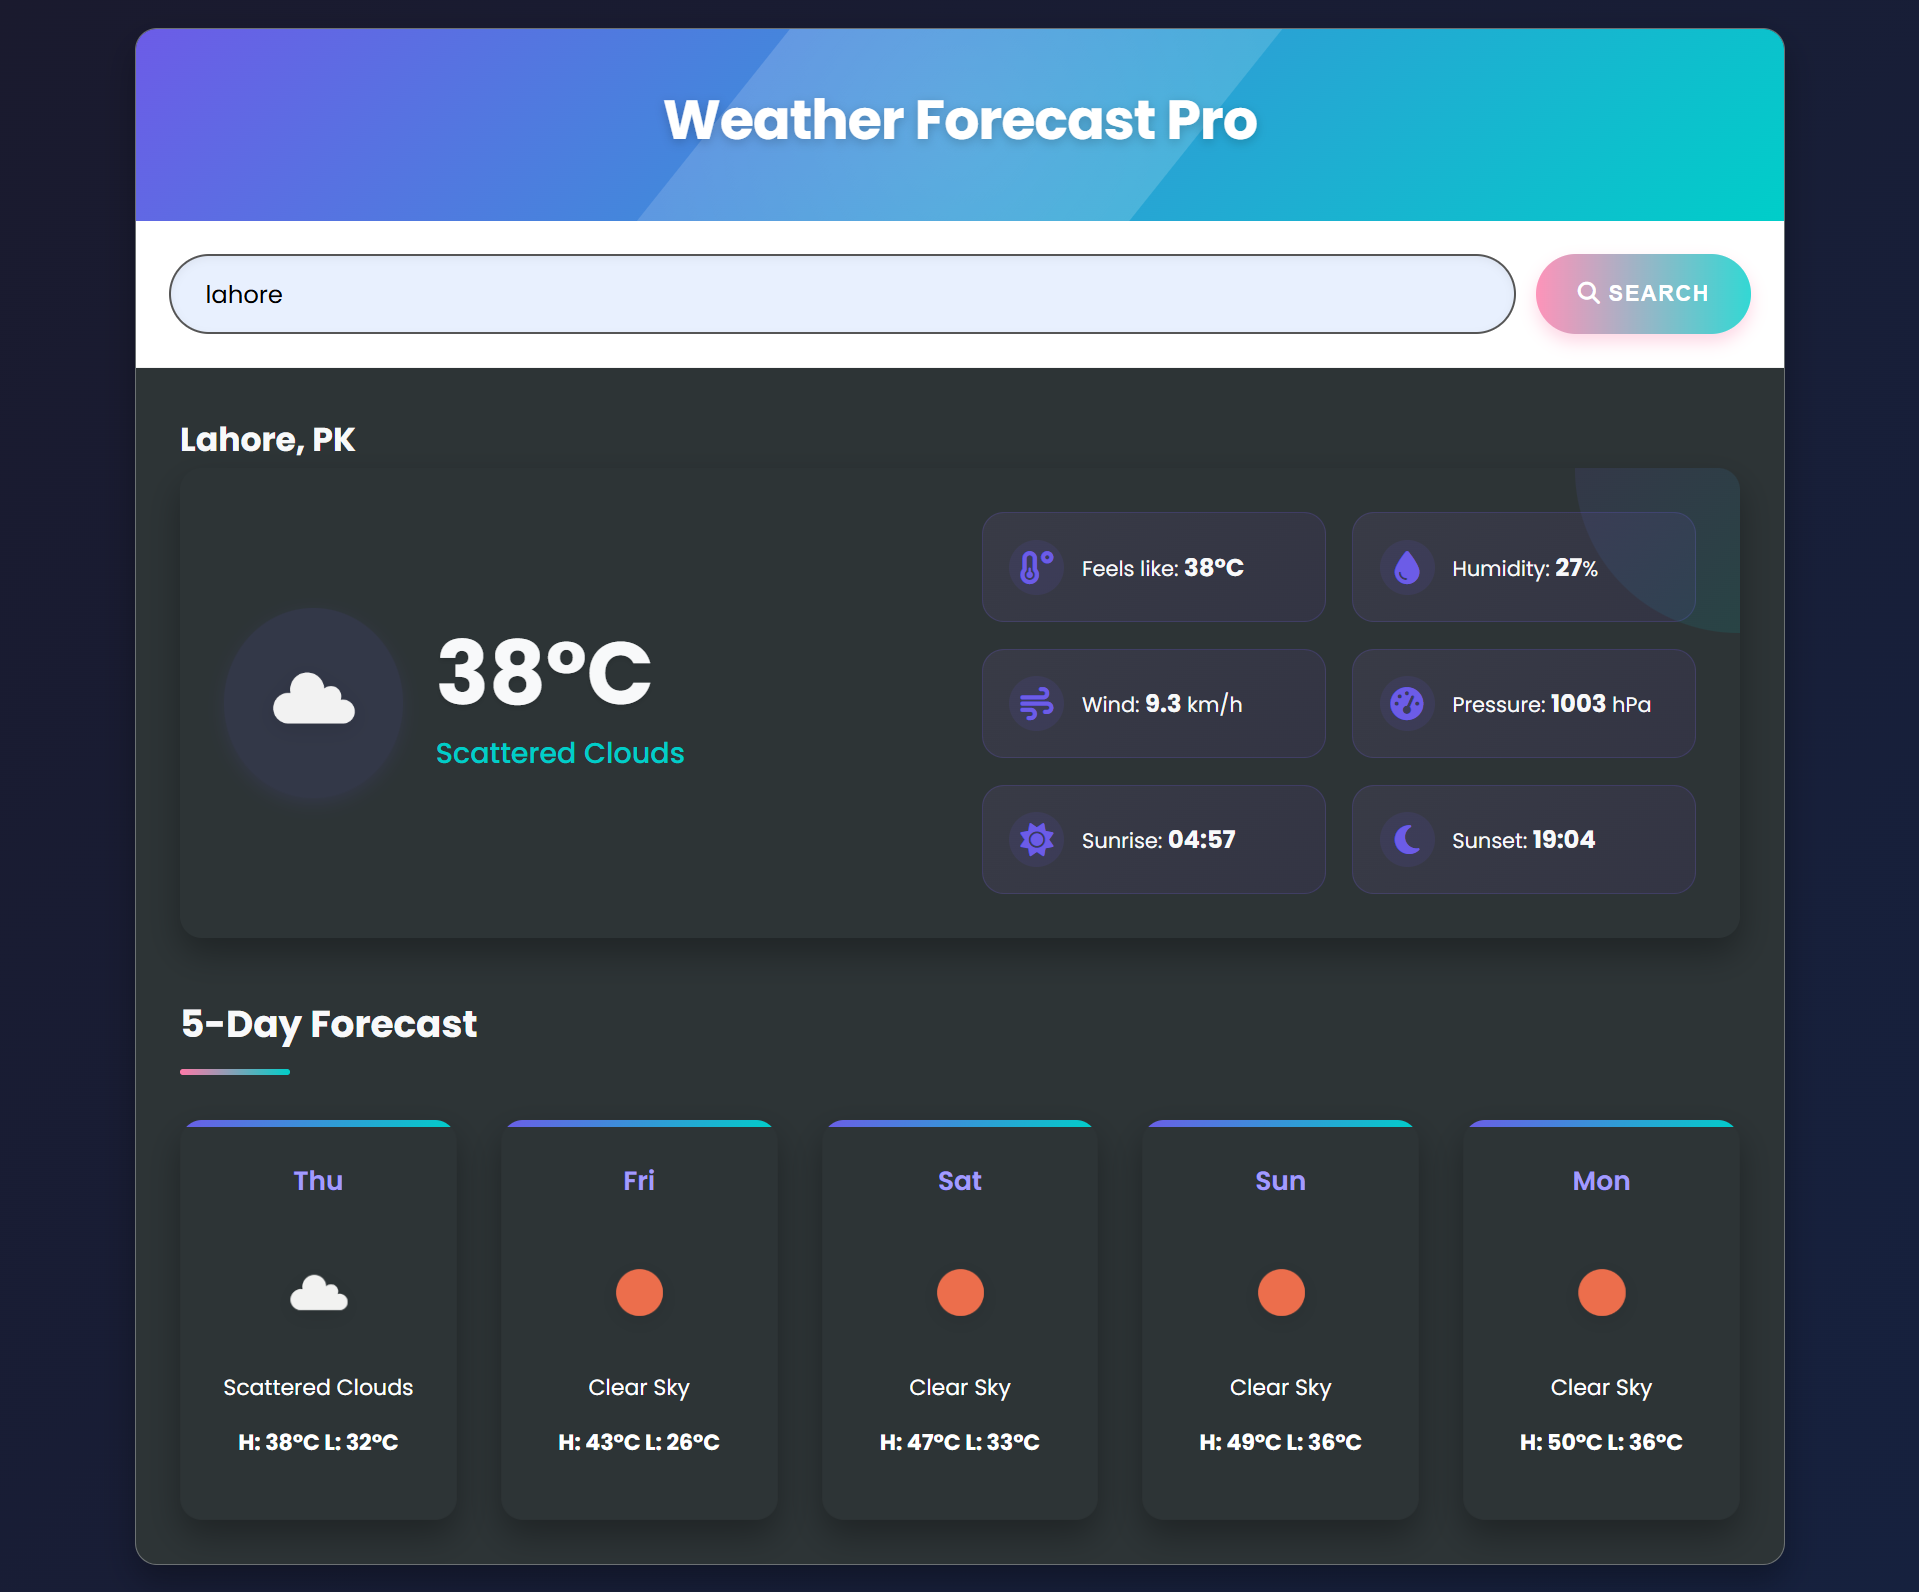 Weather Forecast Pro
lahore
SEARCH
Lahore, PK
38°C
Scattered Clouds
Feels like: 38°C
Humidity: 27%
Wind: 9.3 km/h
Pressure: 1003 hPa
Sunrise: 04:57
Sunset: 19:04
5-Day Forecast
Thu
Scattered Clouds
H: 38°C L: 32°C
Fri
Clear Sky
H: 43°C L: 26°C
Sat
Clear Sky
H: 47°C L: 33°C
Sun
Clear Sky
H: 49°C L: 36°C
Mon
Clear Sky
H: 50°C L: 36°C